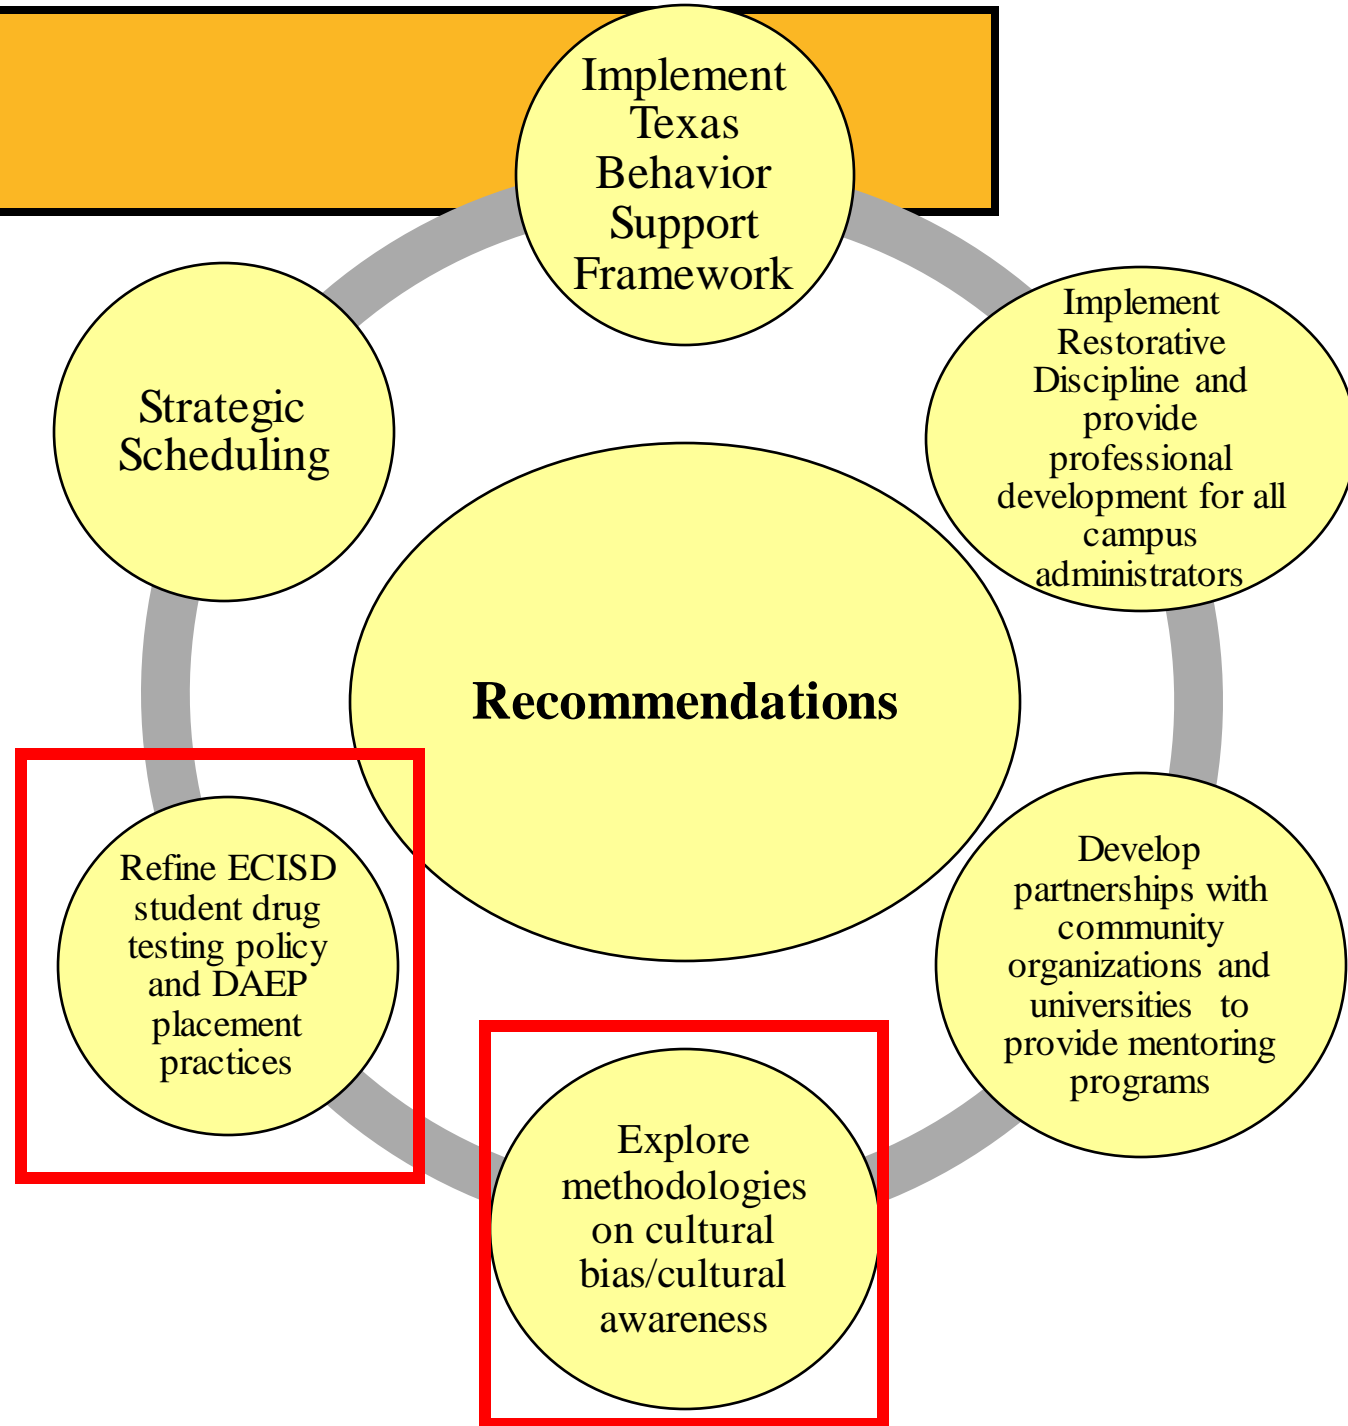 Implement
Texas
Behavior
Support
Framework
Implement
Restorative
Discipline and
provide
professional
development for all
campus
administrators
Develop
partnerships with
community
organizations and
universities to
provide mentoring
programs
Explore
methodologies
on cultural
bias/cultural
awareness
Refine ECISD
student drug
testing policy
and DAEP
placement
practices
Strategic
Scheduling
Recommendations